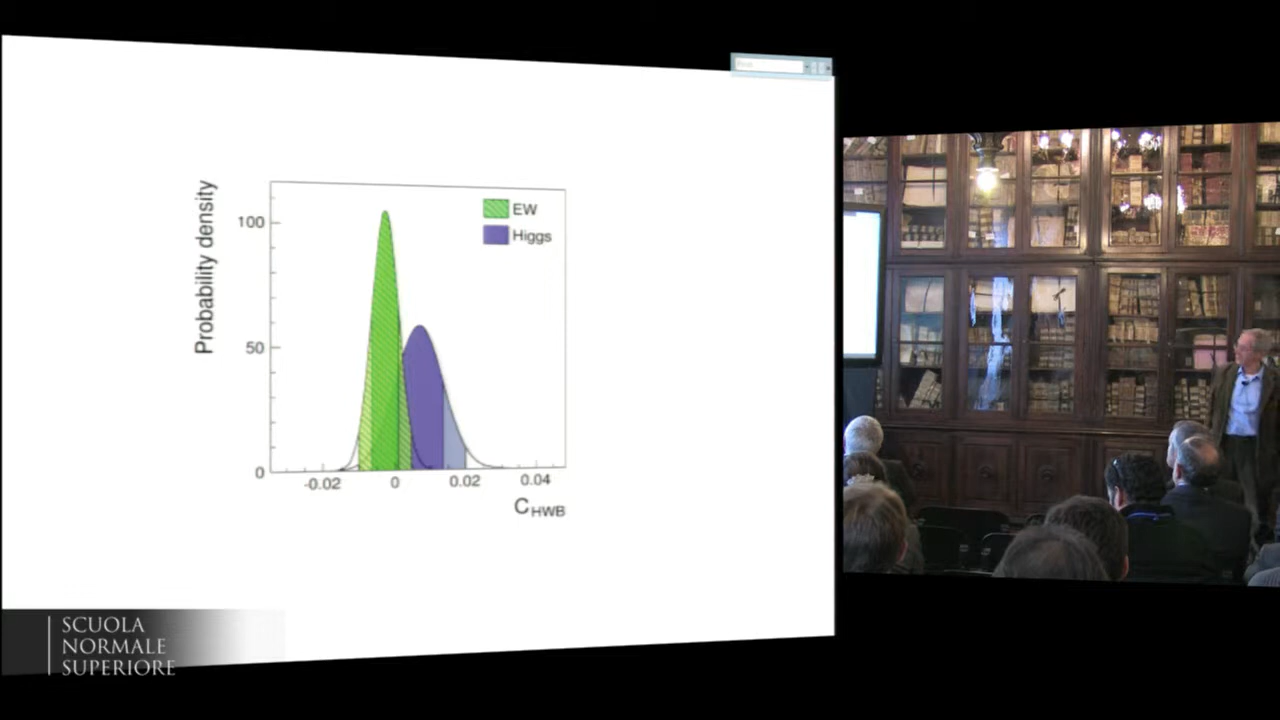 EW
Higgs
Probability density
100
50
0
-0.02
0
0.02
0.04
C_HWB
SCUOLA
NORMALE
SUPERIORE